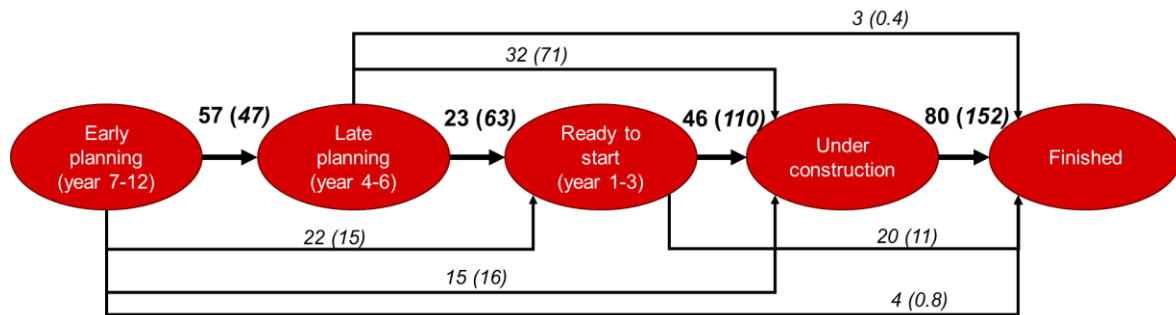 3 (0.4)
32 (71)
57 (47)
23 (63)
46 (110)
80 (152)
Early
planning
(year 7-12)
Late
planning
(year 4-6)
Ready to
start
(year 1-3)
Under
construction
Finished
22 (15)
20 (11)
15 (16)
4 (0.8)